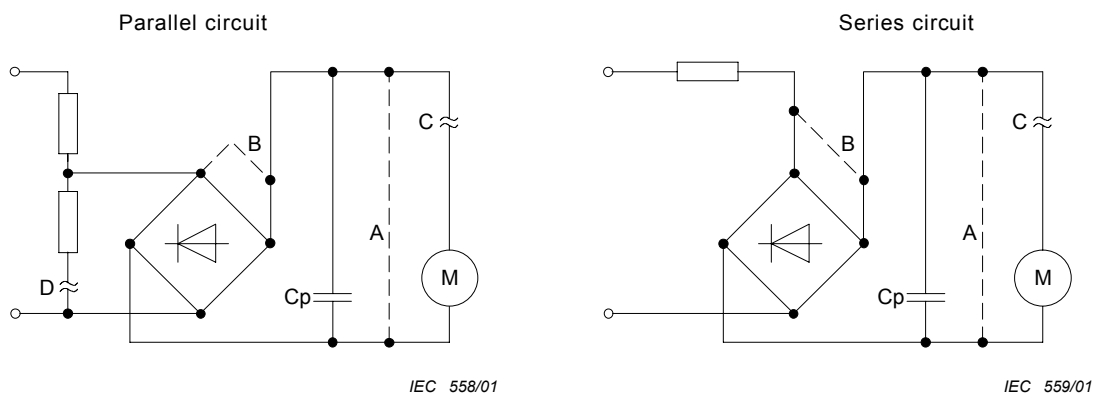 Parallel circuit
Series circuit
B
C
A
D
Cp
M
IEC 558/01
B
C
A
Cp
M
IEC 559/01